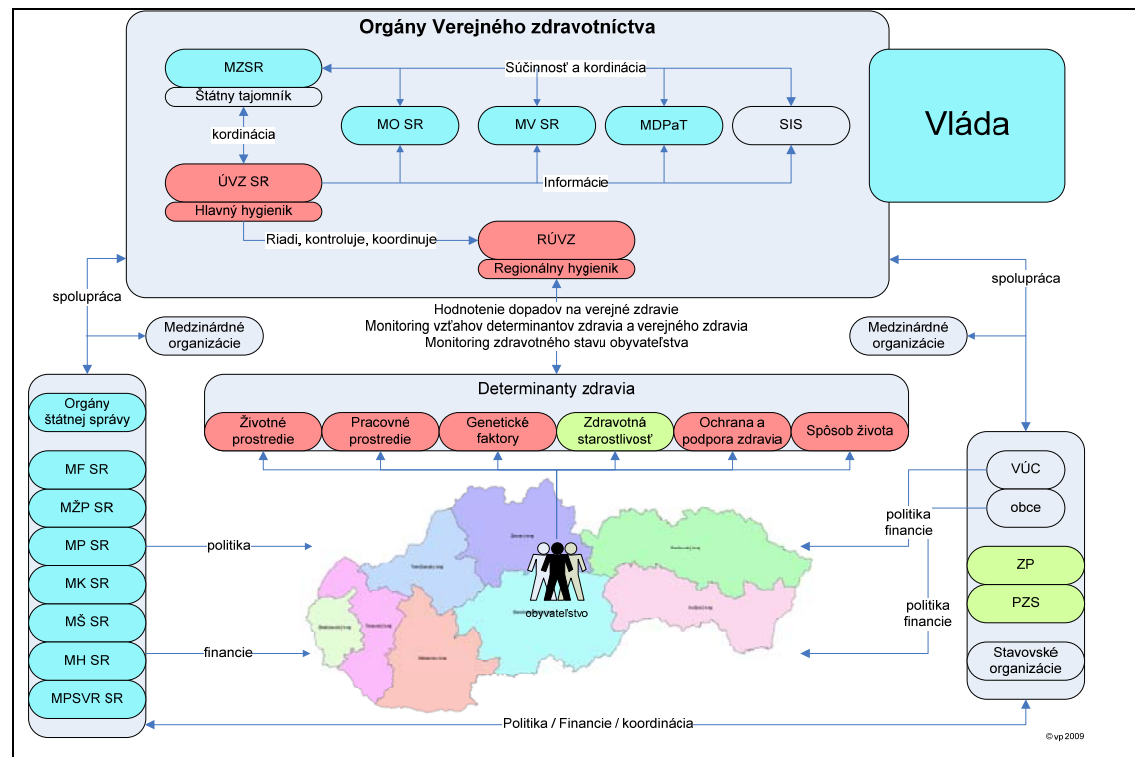 Orgány Verejného zdravotníctva
MZSR
Štátny tajomník
Súčinnosť a kordinácia
Vláda
MO SR
MV SR
MDPaT
SIS
kordinácia
ÚVZ SR
Hlavný hygienik
Informácie
Riadi, kontroluje, koordinuje
RÚVZ
Regionálny hygienik
spolupráca
spolupráca
Medzinárdné
organizácie
Medzinárdné
organizácie
Hodnotenie dopadov na verejné zdravie
Monitoring vzťahov determinantov zdravia a verejného zdravia
Monitoring zdravotného stavu obyvateľstva
Determinanty zdravia
Životné
prostredie
Pracovné
prostredie
Genetické
faktory
Zdravotná
starostlivosť
Ochrana a
podpora zdravia
Spôsob života
Orgány
štátnej správy
MF SR
MŽP SR
MP SR
MK SR
MŠ SR
MH SR
MPSVR SR
politika
financie
obyvateľstvo
politika
financie
politika
financie
VÚC
obce
ZP
PZS
Stavovské
organizácie
Politika / Financie / koordinácia
©vp2009